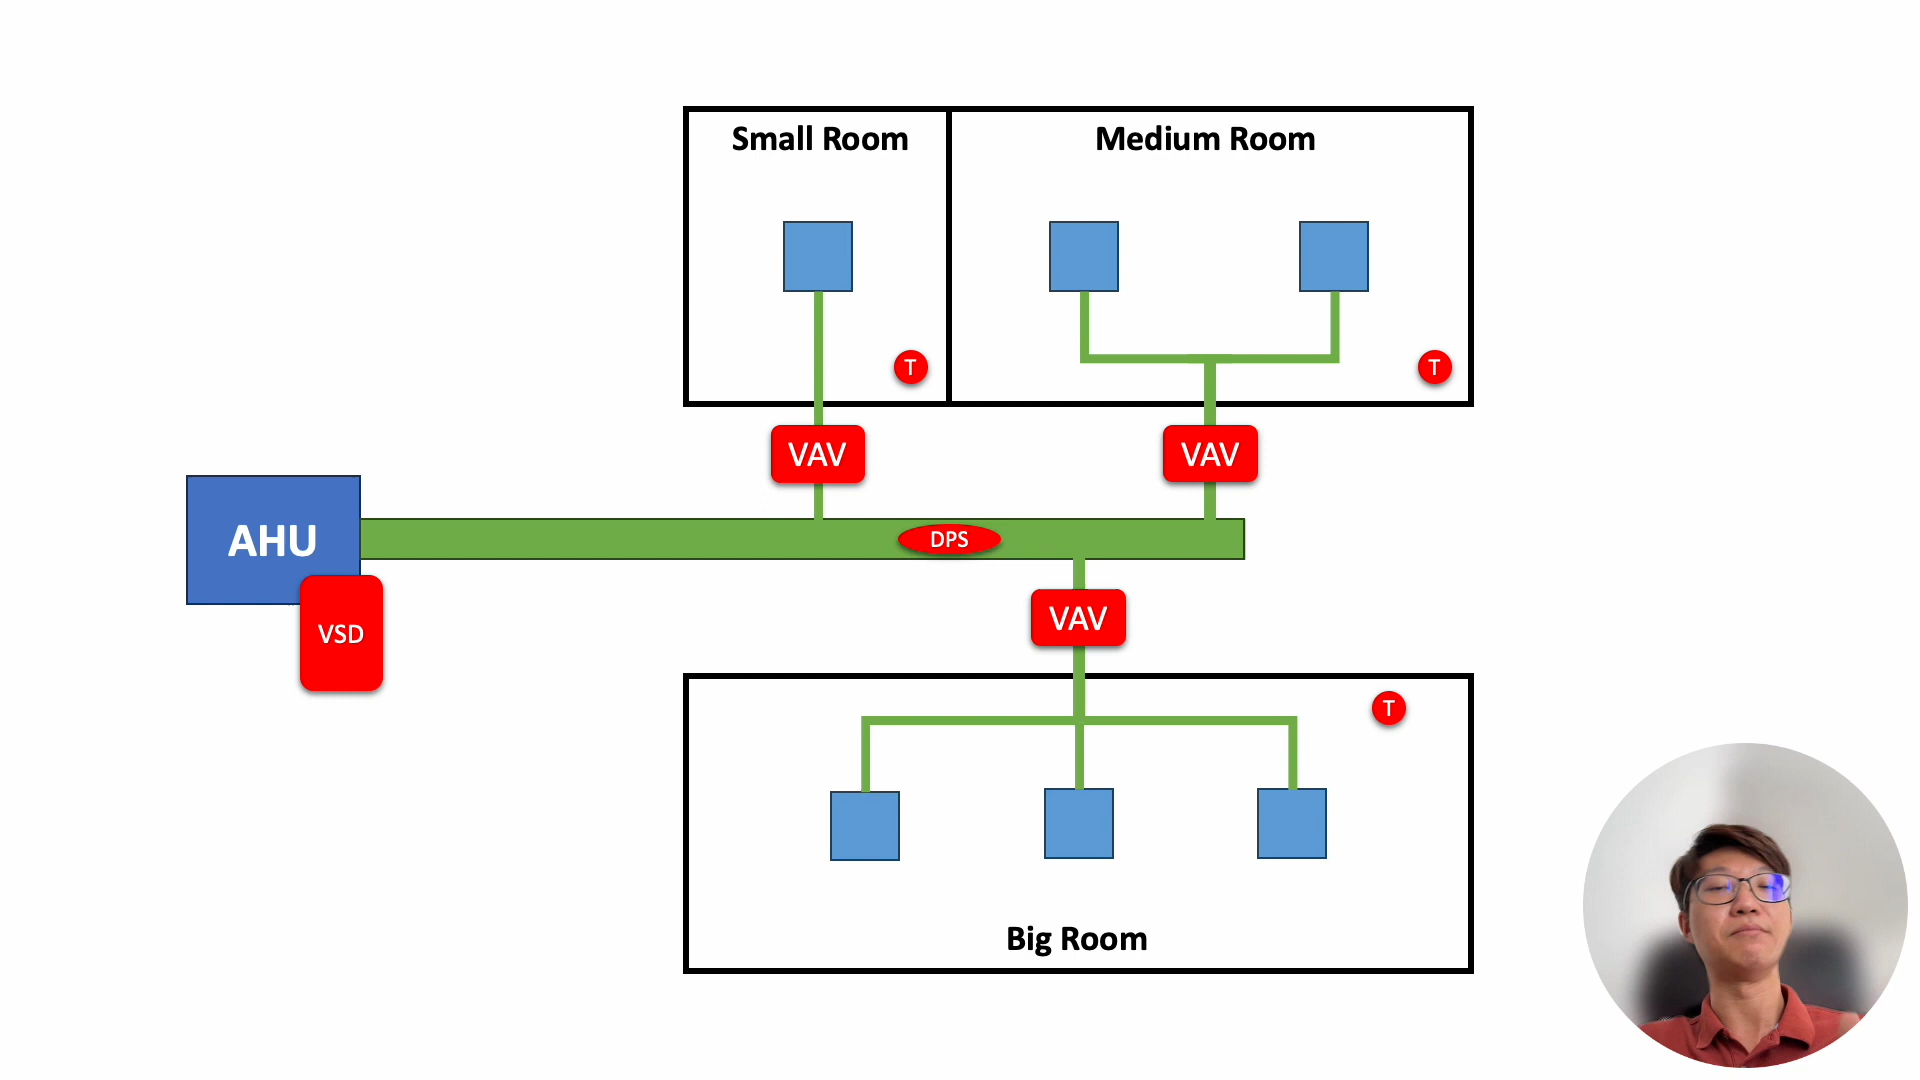 Small Room
Medium Room
T
T
VAV
VAV
AHU
DPS
VSD
VAV
T
Big Room